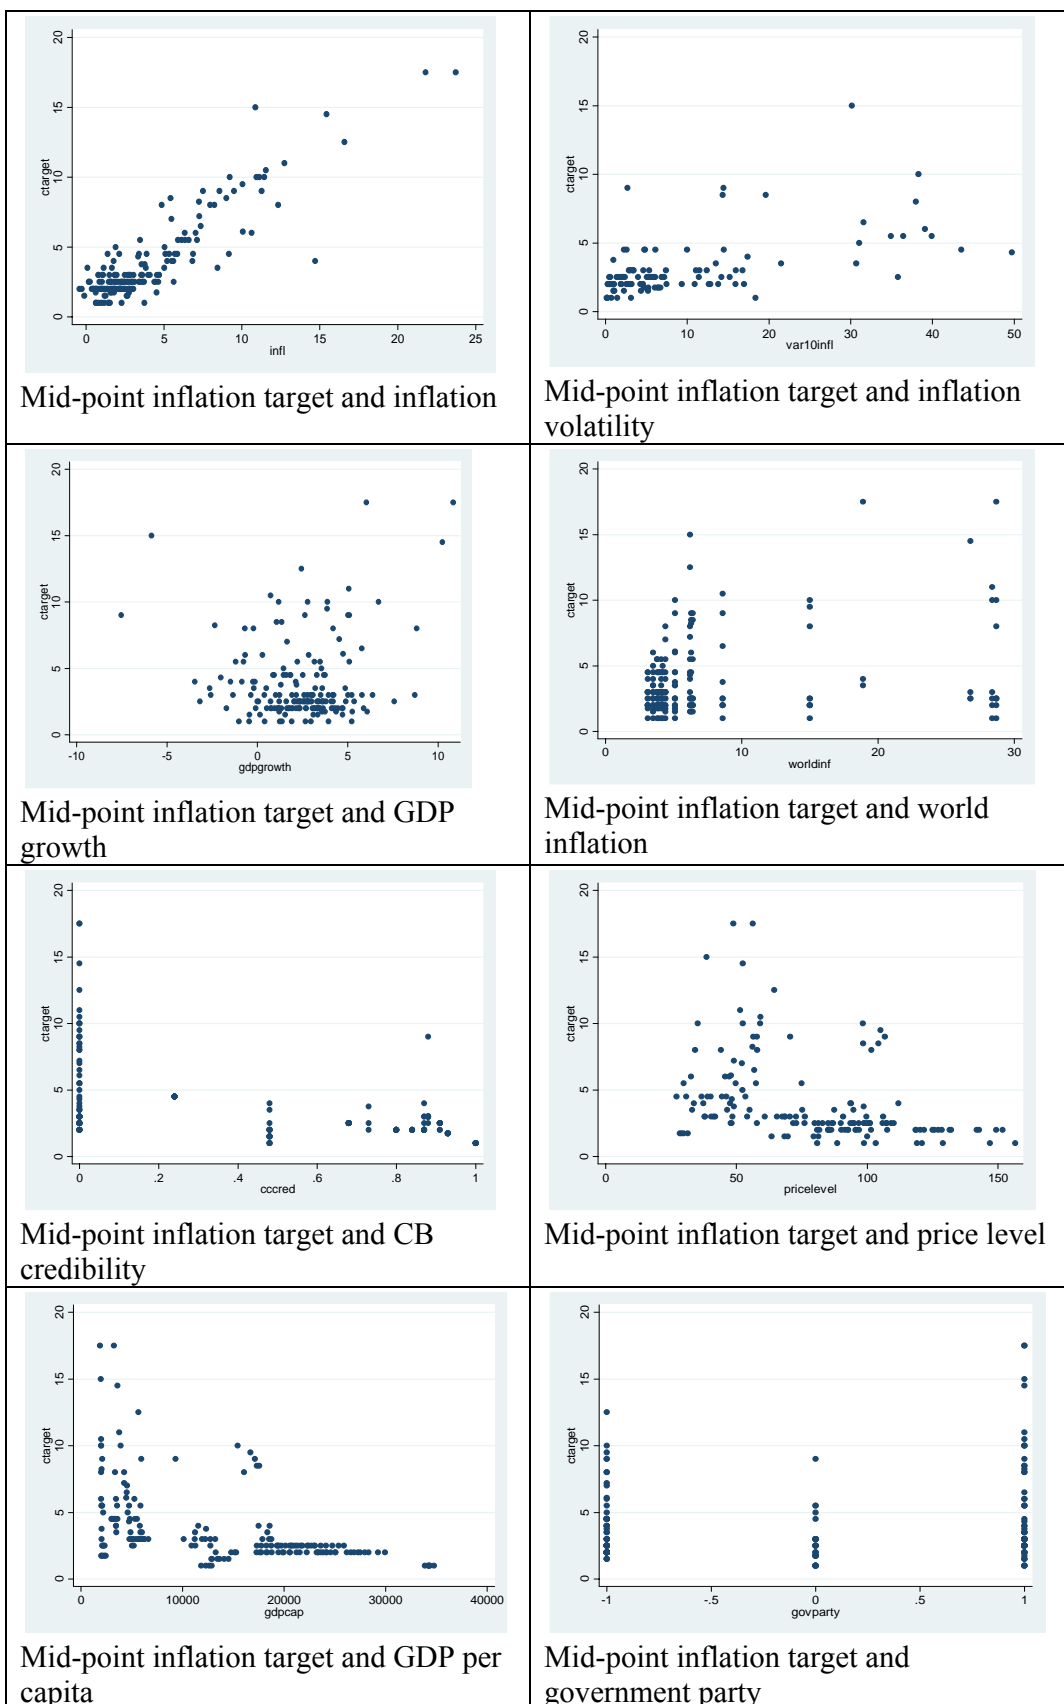 20
15
10
5
0
ctarget
0 5 10 15 20 25
infl
Mid-point inflation target and inflation
20
15
10
5
0
ctarget
0 10 20 30 40 50
var10infl
Mid-point inflation target and inflation
volatility
20
15
10
5
0
ctarget
-10 -5 0 5 10
gdpgrowth
Mid-point inflation target and GDP
growth
20
15
10
5
0
ctarget
0 10 20 30
worldinf
Mid-point inflation target and world
inflation
20
15
10
5
0
ctarget
0 .2 .4 .6 .8 1
cccred
Mid-point inflation target and CB
credibility
20
15
10
5
0
ctarget
0 50 100 150
pricelevel
Mid-point inflation target and price level
20
15
10
5
0
ctarget
0 10000 20000 30000 40000
gdpcap
Mid-point inflation target and GDP per
capita
20
15
10
5
0
ctarget
-1 -.5 0 .5 1
govparty
Mid-point inflation target and
government party